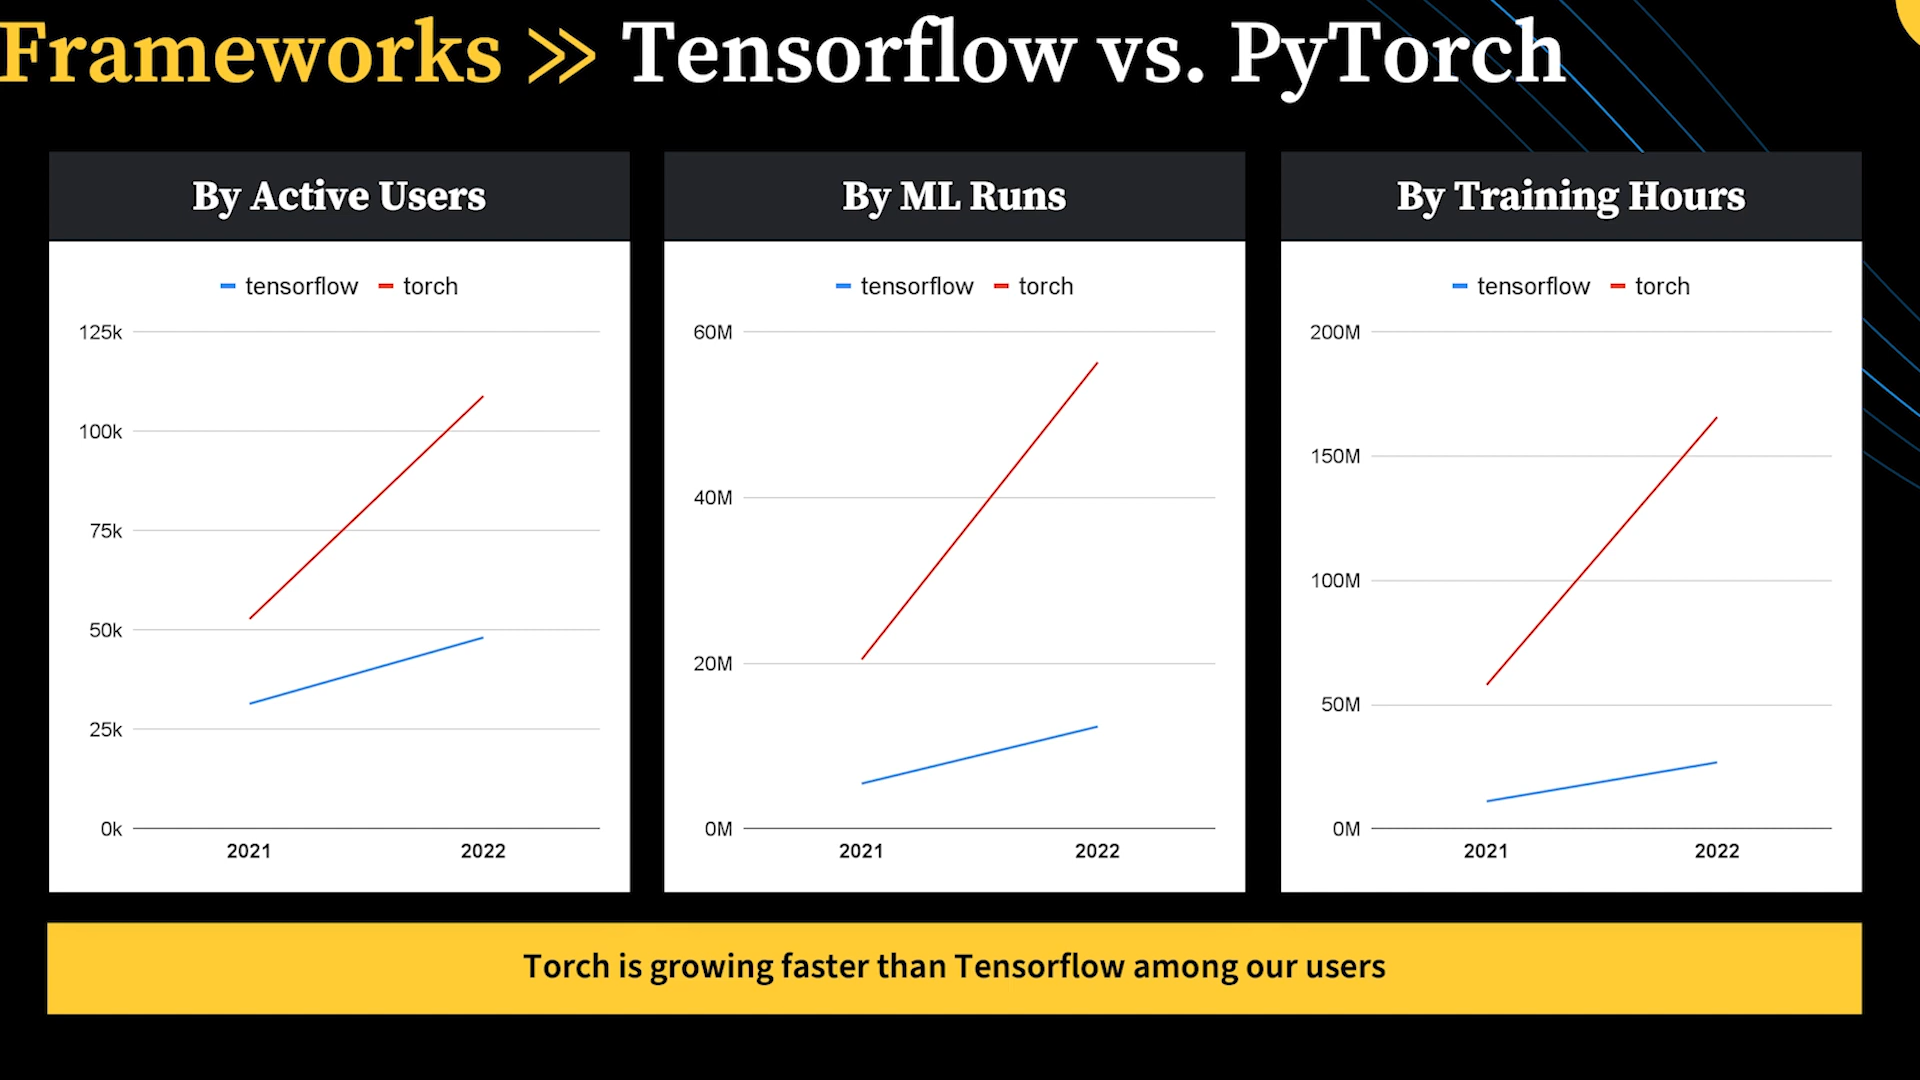 Frameworks >> Tensorflow vs. PyTorch
By Active Users
tensorflow torch
125k
100k
75k
50k
25k
0k
2021 2022
By ML Runs
tensorflow torch
60M
40M
20M
0M
2021 2022
By Training Hours
tensorflow torch
200M
150M
100M
50M
0M
2021 2022
Torch is growing faster than Tensorflow among our users